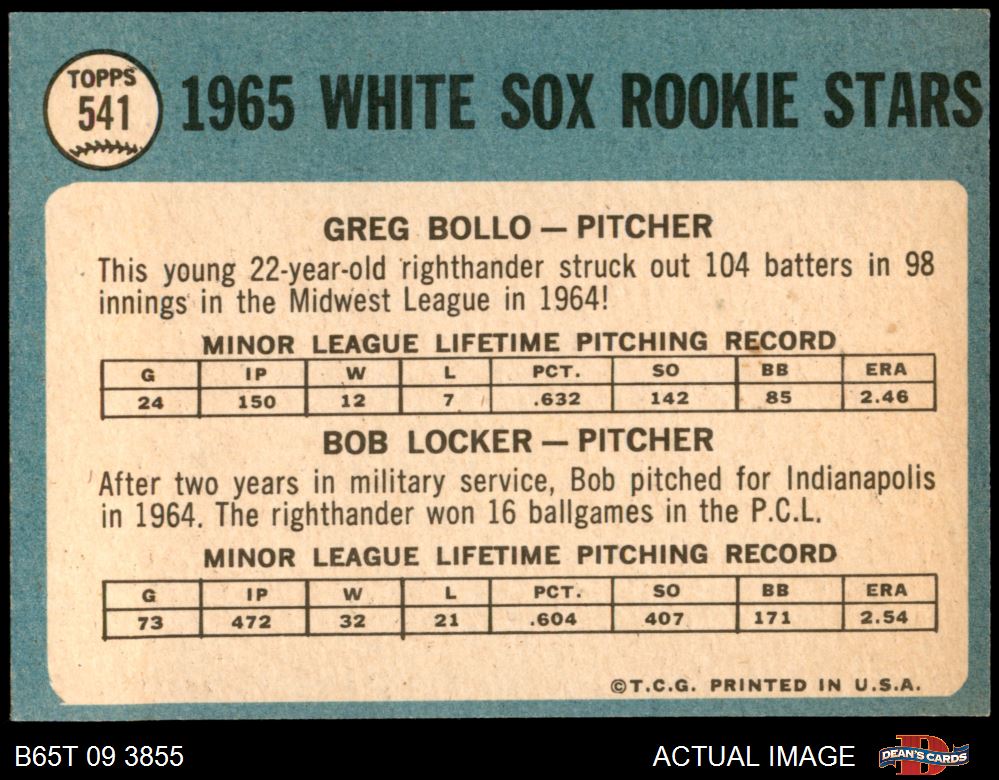 TOPPS
541
1965 WHITE SOX ROOKIE STARS
GREG BOLLO — PITCHER
This young 22-year-old righthander struck out 104 batters in 98
innings in the Midwest League in 1964!
MINOR LEAGUE LIFETIME PITCHING RECORD
G IP W L PCT. SO BB ERA
24 150 12 7 .632 142 85 2.46
BOB LOCKER — PITCHER
After two years in military service, Bob pitched for Indianapolis
in 1964. The righthander won 16 ballgames in the P.C.L.
MINOR LEAGUE LIFETIME PITCHING RECORD
G IP W L PCT. SO BB ERA
73 472 32 21 .604 407 171 2.54
©T.C.G. PRINTED IN U.S.A.
B65T 09 3855 ACTUAL IMAGE DEAN'S CARDS